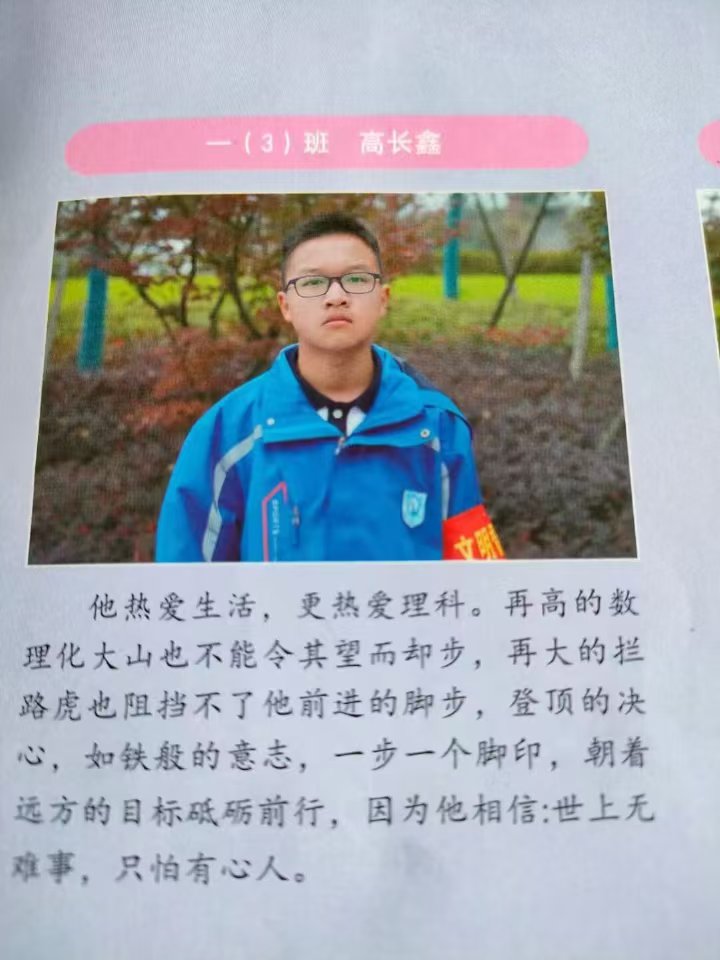 一（3）班　高长鑫
SPORTS
文明
他热爱生活，更热爱理科。再高的数
理化大山也不能令其望而却步，再大的拦
路虎也阻挡不了他前进的脚步，登顶的决
心，如铁般的意志，一步一个脚印，朝着
远方的目标砥砺前行，因为他相信:世上无
难事，只怕有心人。